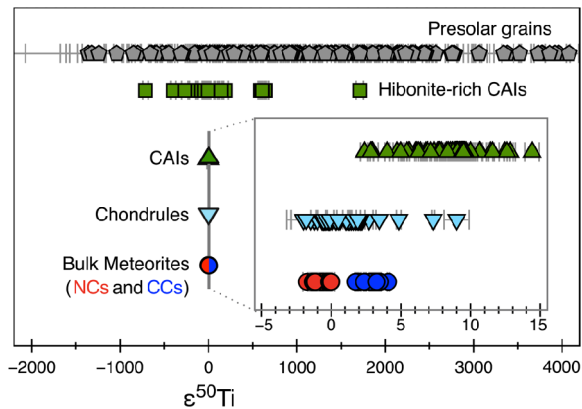 Presolar grains
Hibonite-rich CAIs
CAIs
Chondrules
Bulk Meteorites
(NCs and CCs)
−5 0 5 10 15
−2000 −1000 0 1000 2000 3000 4000
ε⁵⁰Ti